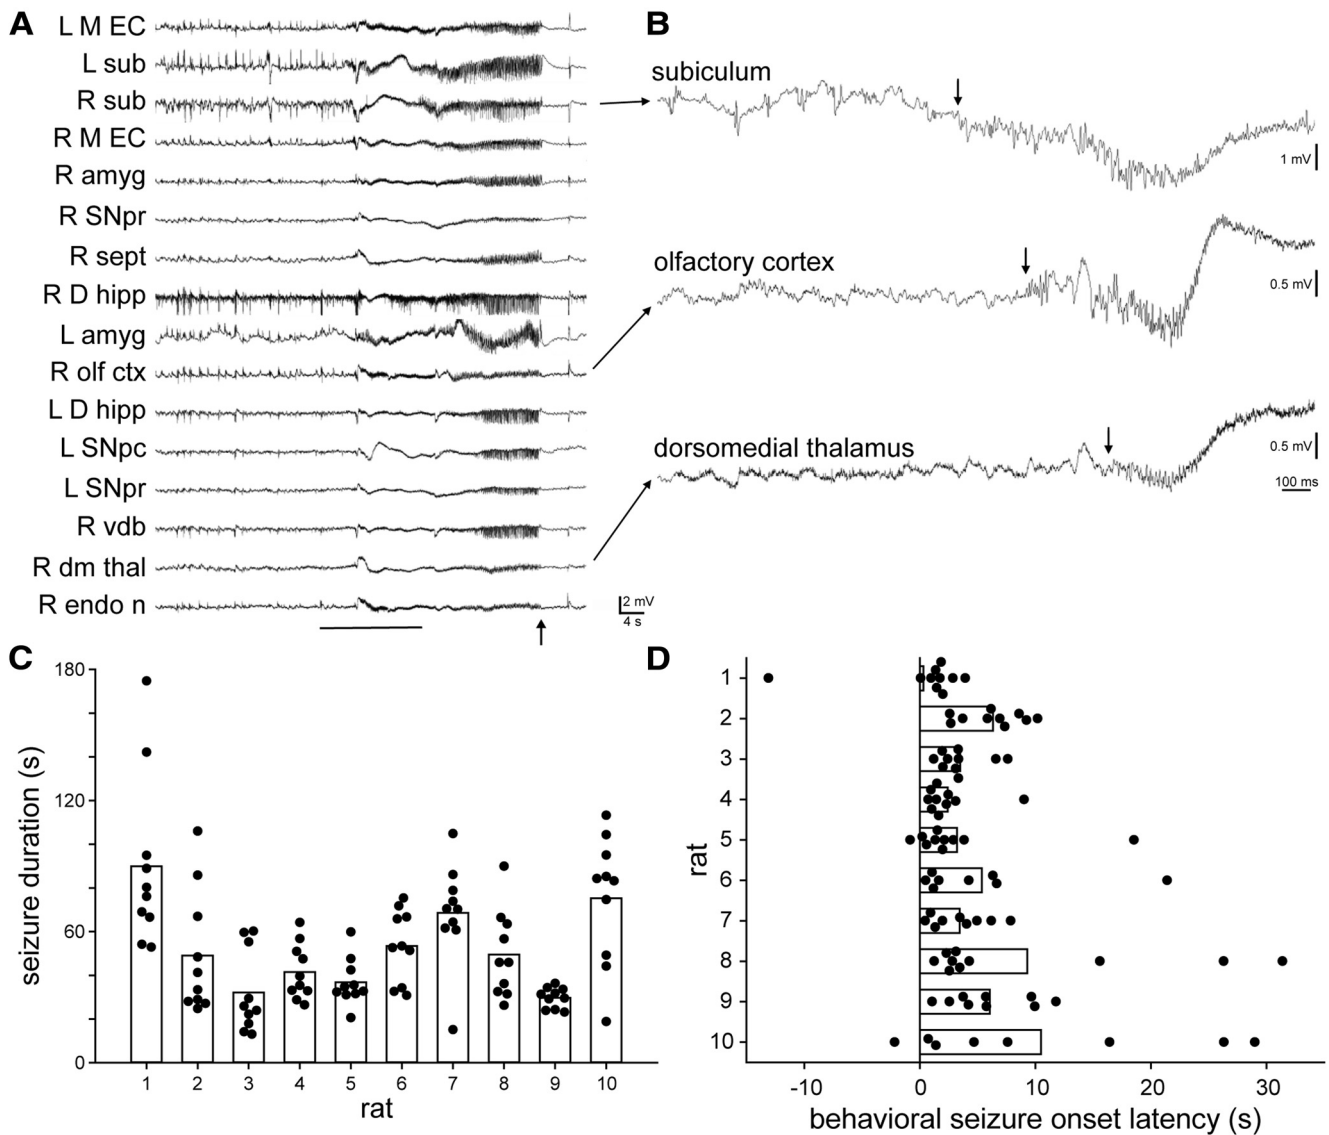 A
L M EC
L sub
R sub
R M EC
R amyg
R SNpr
R sept
R D hipp
L amyg
R olf ctx
L D hipp
L SNpc
L SNpr
R vdb
R dm thal
R endo n
2 mV
4 s
B
subiculum
1 mV
olfactory cortex
0.5 mV
dorsomedial thalamus
0.5 mV
100 ms
C
180
120
60
0
seizure duration (s)
1 2 3 4 5 6 7 8 9 10
rat
D
rat
1
2
3
4
5
6
7
8
9
10
-10 0 10 20 30
behavioral seizure onset latency (s)